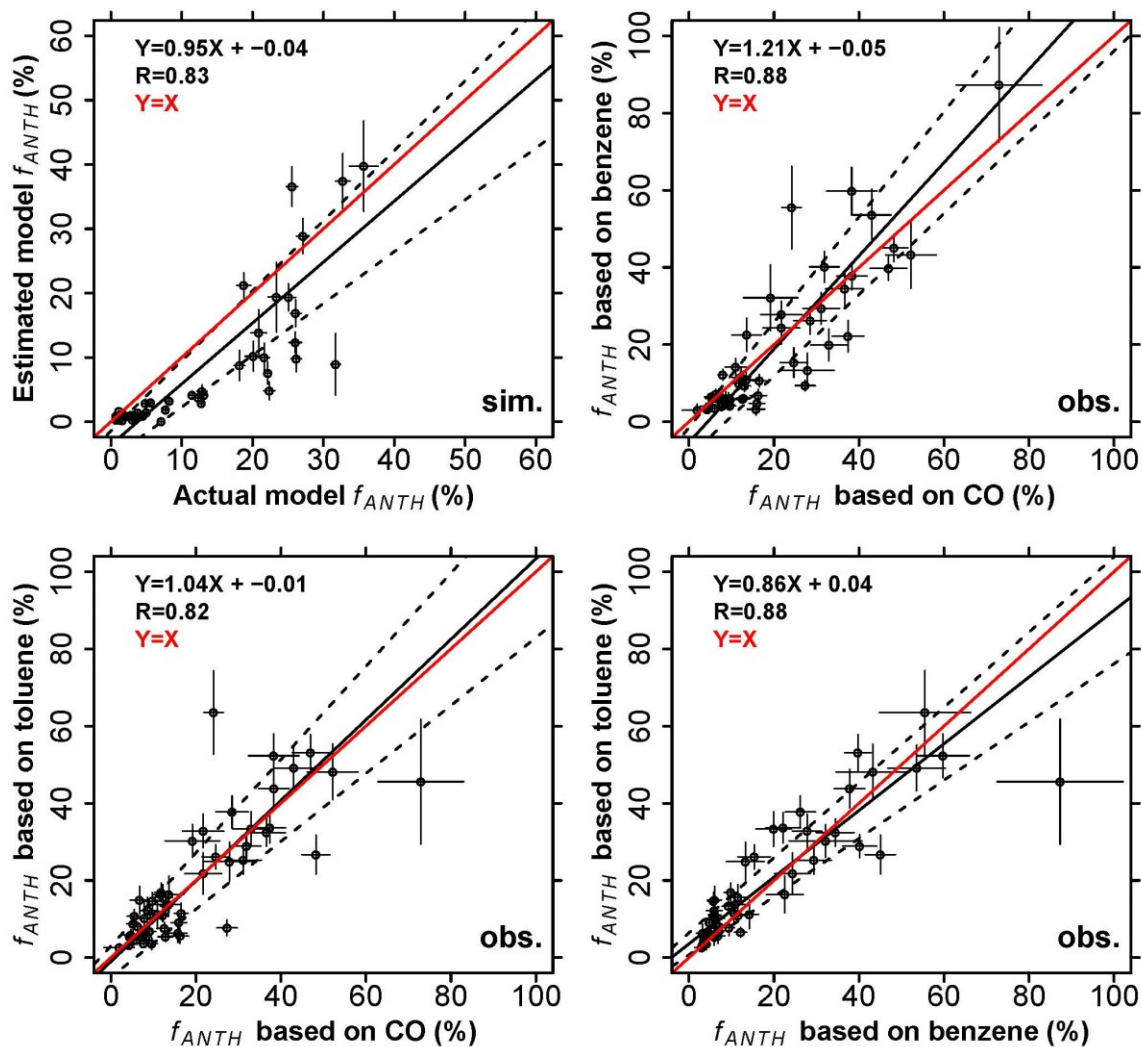 Y=0.95X + −0.04
R=0.83
Y=X
sim.
Estimated model fANTH (%)
0 10 20 30 40 50 60
0 10 20 30 40 50 60
Actual model fANTH (%)
Y=1.21X + −0.05
R=0.88
Y=X
obs.
fANTH based on benzene (%)
0 20 40 60 80 100
0 20 40 60 80 100
fANTH based on CO (%)
Y=1.04X + −0.01
R=0.82
Y=X
obs.
fANTH based on toluene (%)
0 20 40 60 80 100
0 20 40 60 80 100
fANTH based on CO (%)
Y=0.86X + 0.04
R=0.88
Y=X
obs.
fANTH based on toluene (%)
0 20 40 60 80 100
0 20 40 60 80 100
fANTH based on benzene (%)